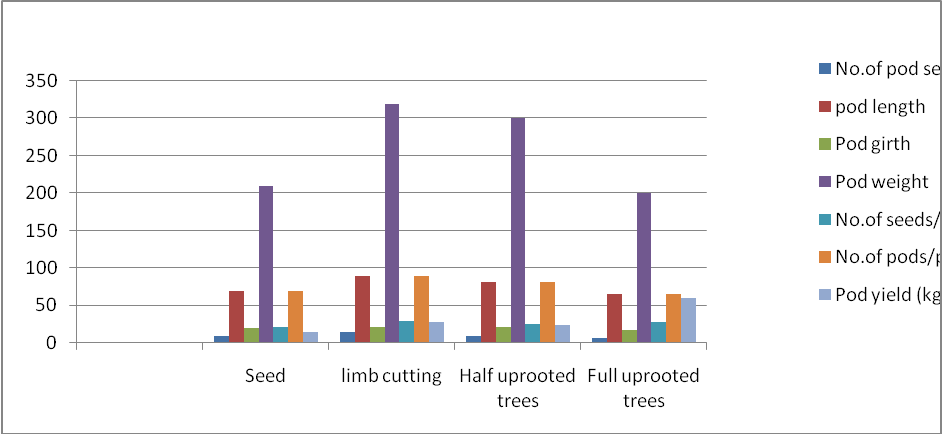 350
300
250
200
150
100
50
0
Seed
limb cutting
Half uprooted
trees
Full uprooted
trees
No.of pod se
pod length
Pod girth
Pod weight
No.of seeds/
No.of pods/p
Pod yield (kg